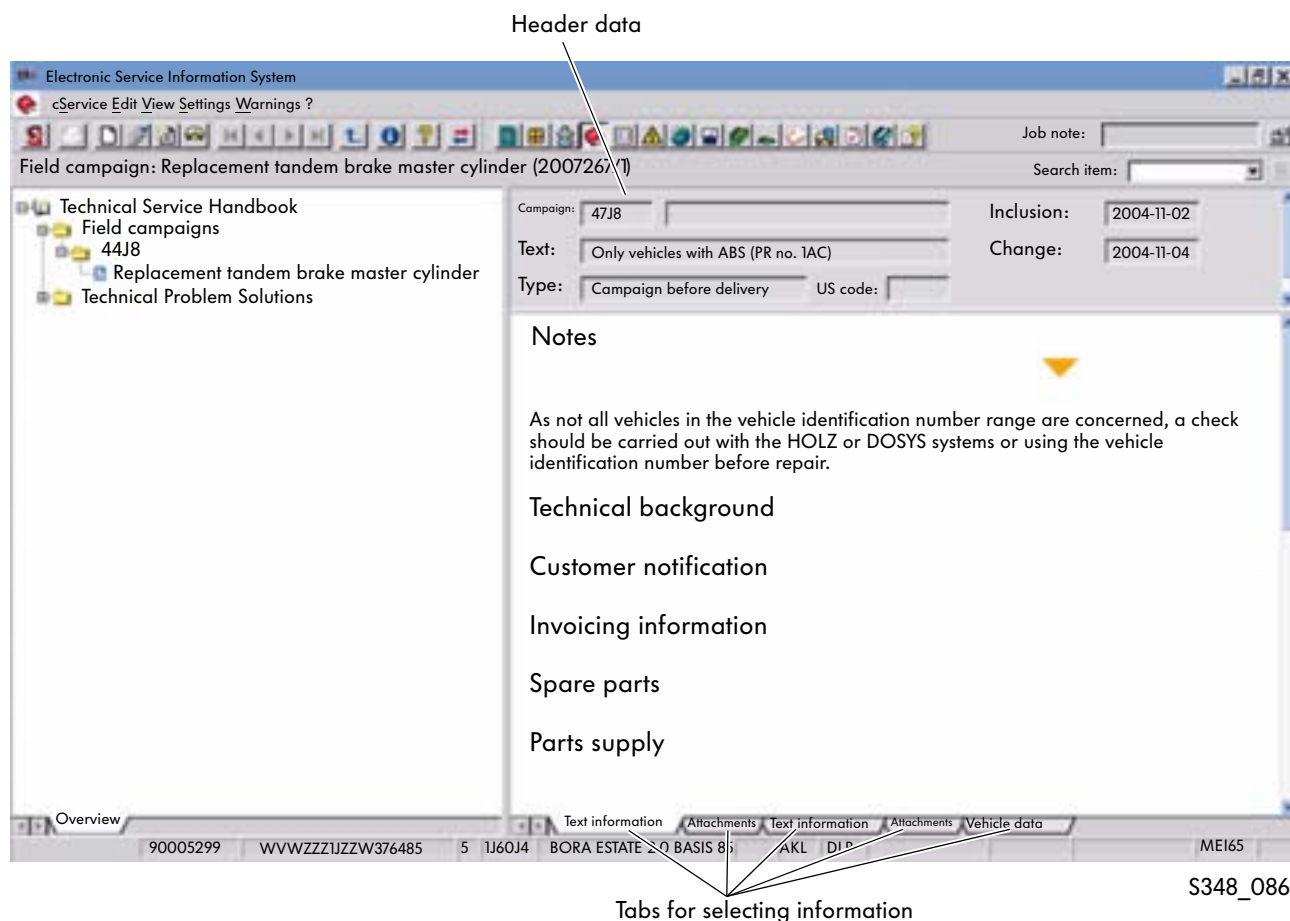 Header data
Electronic Service Information System
cService Edit View Settings Warnings ?
Job note:
Field campaign: Replacement tandem brake master cylinder (2007267/1)
Search item:
Technical Service Handbook
Field campaigns
44J8
Replacement tandem brake master cylinder
Technical Problem Solutions
Campaign: 47J8
Inclusion: 2004-11-02
Text: Only vehicles with ABS (PR no. 1AC)
Change: 2004-11-04
Type: Campaign before delivery US code:
Notes
As not all vehicles in the vehicle identification number range are concerned, a check
should be carried out with the HOLZ or DOSYS systems or using the vehicle
identification number before repair.
Technical background
Customer notification
Invoicing information
Spare parts
Parts supply
Overview
Text information Attachments Text information Attachments Vehicle data
90005299 WVWZZZ1JZZW376485 5 1J60J4 BORA ESTATE 2.0 BASIS 85 AKL MEI65
S348_086
Tabs for selecting information